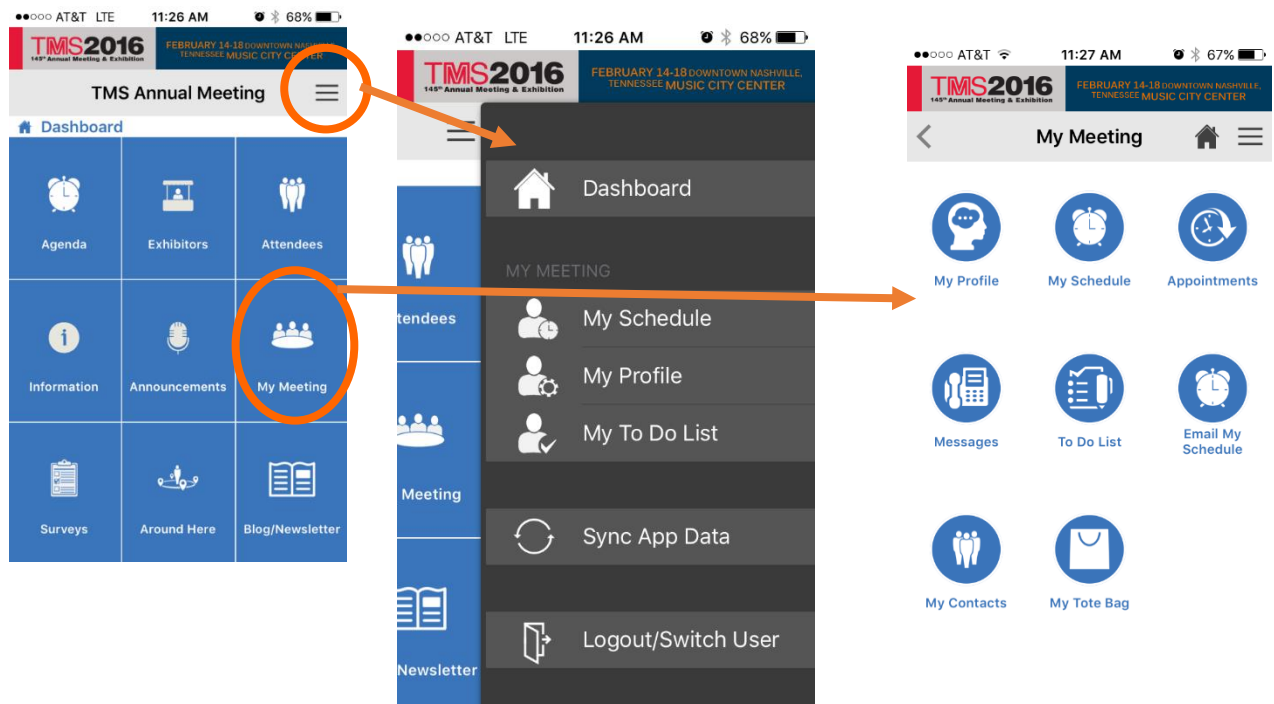 ●●○○○ AT&T LTE 11:26 AM 68%
TMS2016
145th Annual Meeting & Exhibition
FEBRUARY 14-18 DOWNTOWN NASHVILLE,
TENNESSEE MUSIC CITY CENTER
TMS Annual Meeting
Dashboard
Agenda Exhibitors Attendees
Information Announcements My Meeting
Surveys Around Here Blog/Newsletter
●●○○○ AT&T LTE 11:26 AM 68%
TMS2016
145th Annual Meeting & Exhibition
FEBRUARY 14-18 DOWNTOWN NASHVILLE,
TENNESSEE MUSIC CITY CENTER
Dashboard
MY MEETING
tendees
My Schedule
My Profile
My To Do List
Meeting
Sync App Data
Logout/Switch User
Newsletter
●●○○○ AT&T 11:27 AM 67%
TMS2016
145th Annual Meeting & Exhibition
FEBRUARY 14-18 DOWNTOWN NASHVILLE,
TENNESSEE MUSIC CITY CENTER
My Meeting
My Profile My Schedule Appointments
Messages To Do List Email My
Schedule
My Contacts My Tote Bag